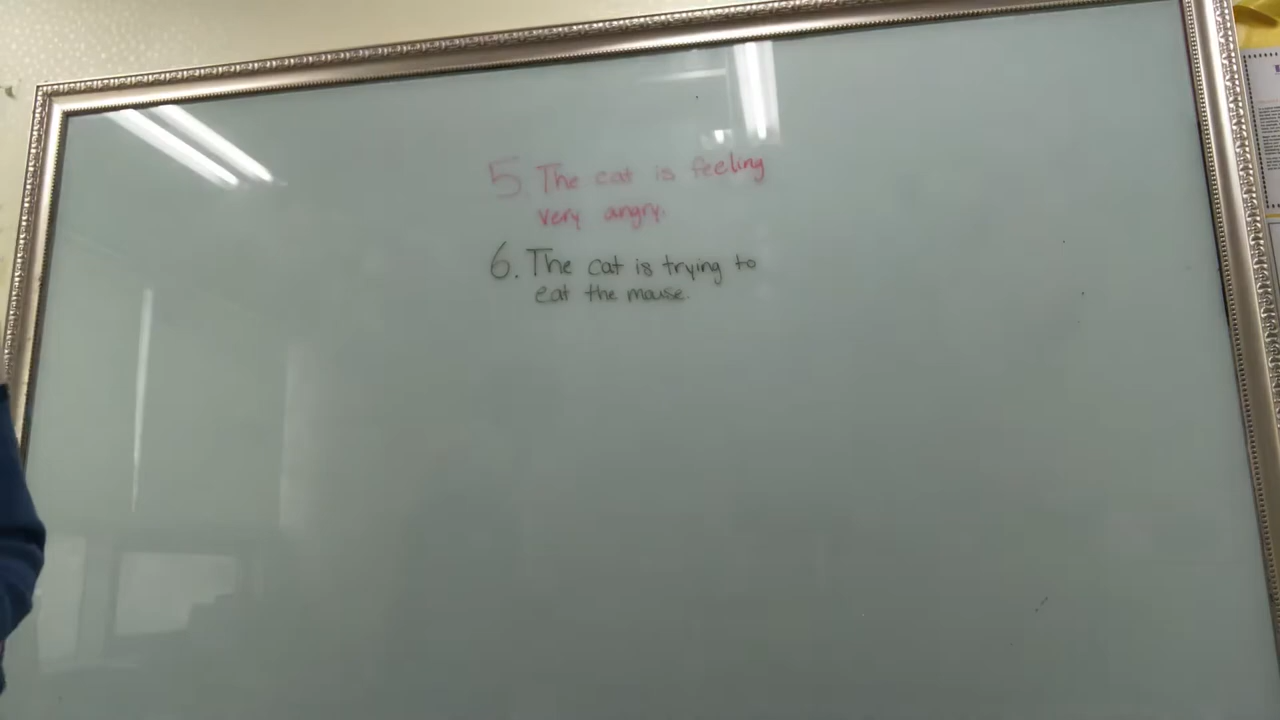 5. The cat is feeling
very angry.
6. The cat is trying to
eat the mouse.